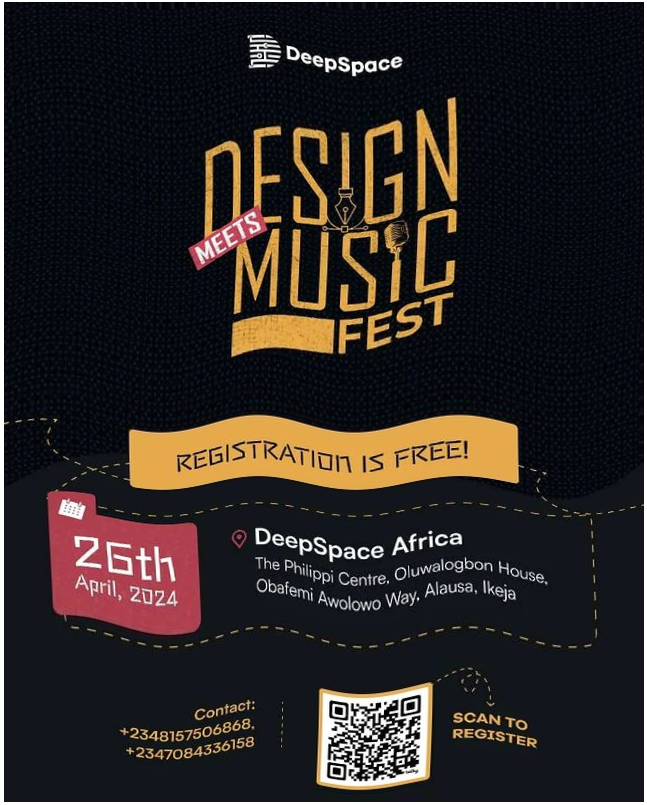 DeepSpace
DESIGN
MEETS
MUSIC
FEST
REGISTRATION IS FREE!
26th
April, 2024
DeepSpace Africa
The Philippi Centre, Oluwalogbon House,
Obafemi Awolowo Way, Alausa, Ikeja
Contact:
+2348157506868,
+2347084336158
SCAN TO
REGISTER